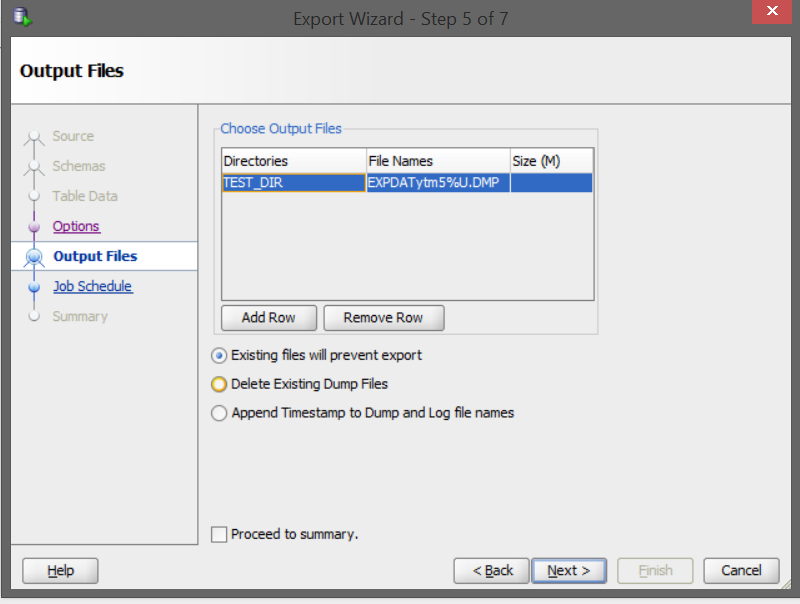 Export Wizard - Step 5 of 7
Output Files
Source
Schemas
Table Data
Options
Output Files
Job Schedule
Summary
Choose Output Files
Directories File Names Size (M)
TEST_DIR EXPDATytm5%U.DMP
Add Row Remove Row
Existing files will prevent export
Delete Existing Dump Files
Append Timestamp to Dump and Log file names
Proceed to summary.
Help < Back Next > Finish Cancel